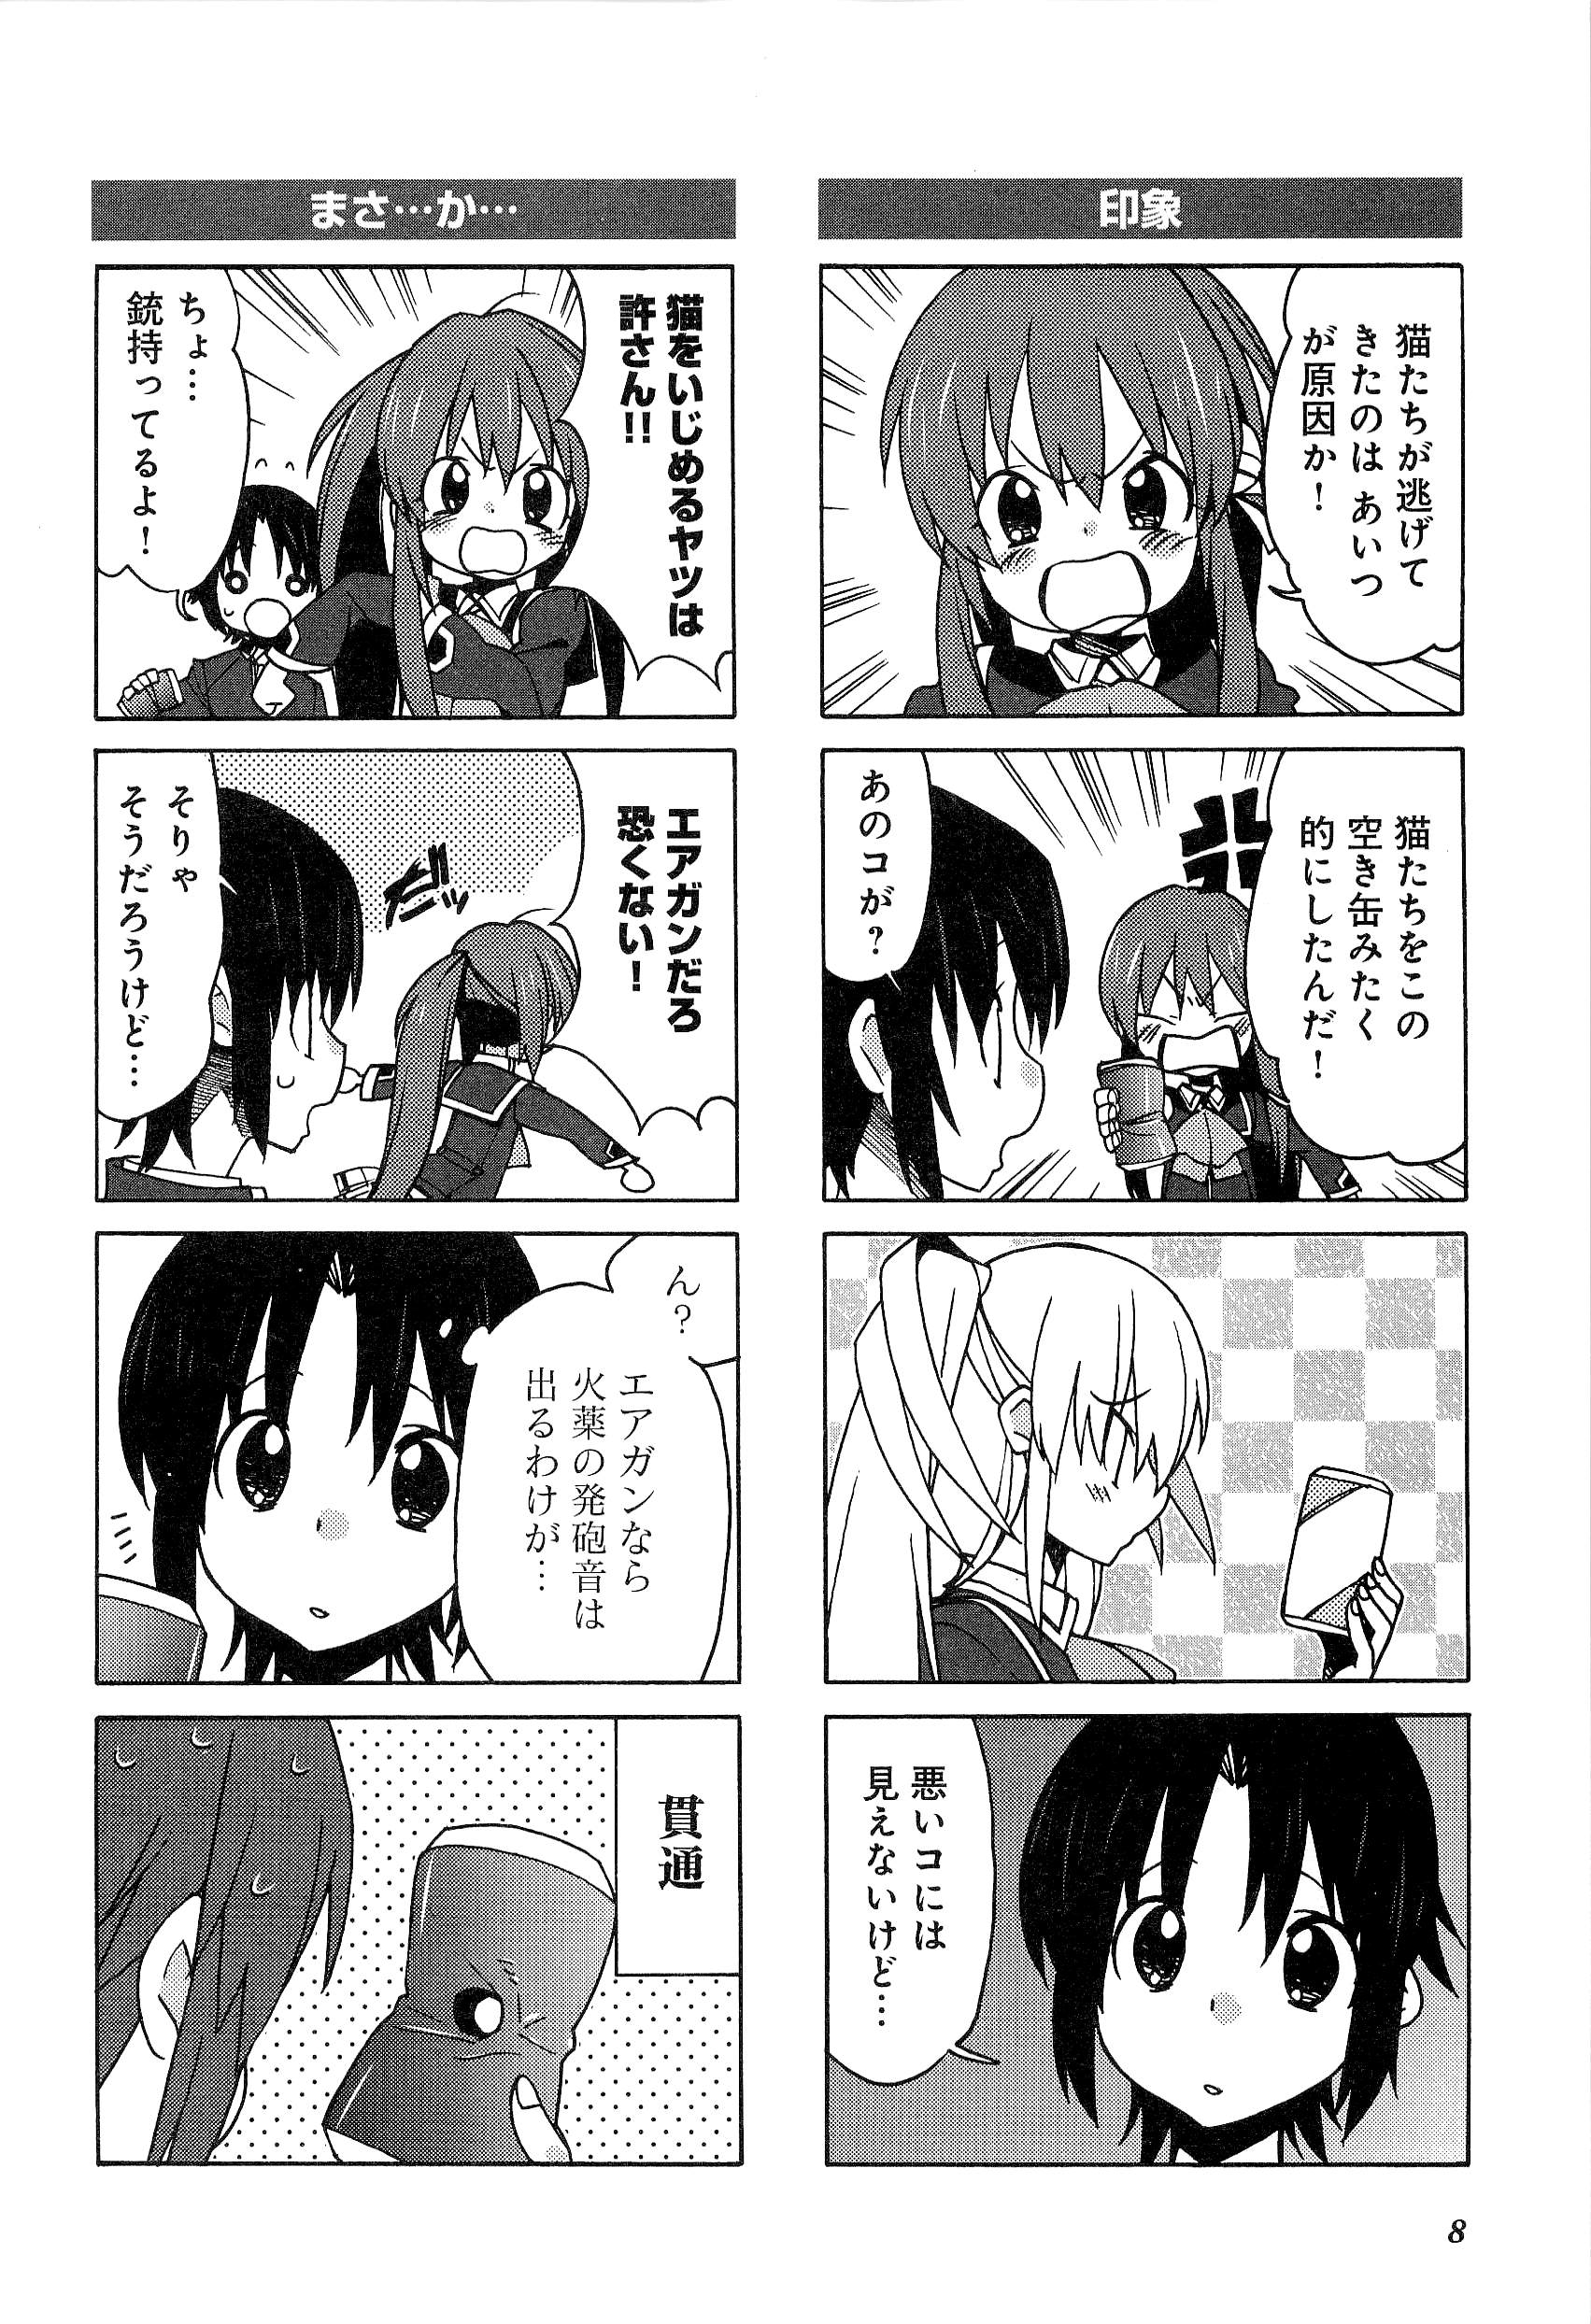 印象
猫たちが逃げて
きたのは あいつ
が原因か!
猫たちをこの
空き缶みたく
的にしたんだ!
あのコが?
悪いコには
見えないけど…
まさ…か…
猫をいじめるヤツは
許さん!!
ちょ…
銃持ってるよ!
エアガンだろ
恐くない!
だッ
そりゃ
そうだろうけど…
ん?
エアガンなら
火薬の発砲音は
出るわけが…
貫通
8